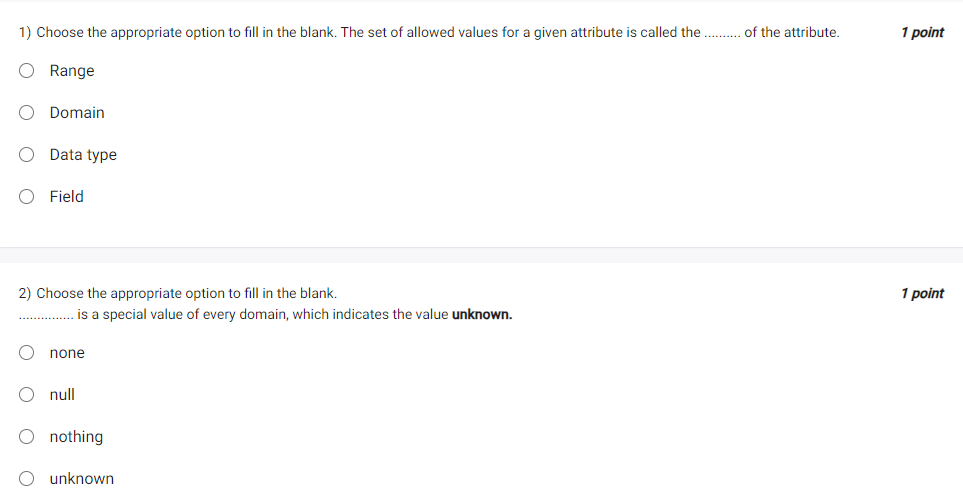 1) Choose the appropriate option to fill in the blank. The set of allowed values for a given attribute is called the .......... of the attribute. 1 point
Range
Domain
Data type
Field
2) Choose the appropriate option to fill in the blank. 1 point
............... is a special value of every domain, which indicates the value unknown.
none
null
nothing
unknown